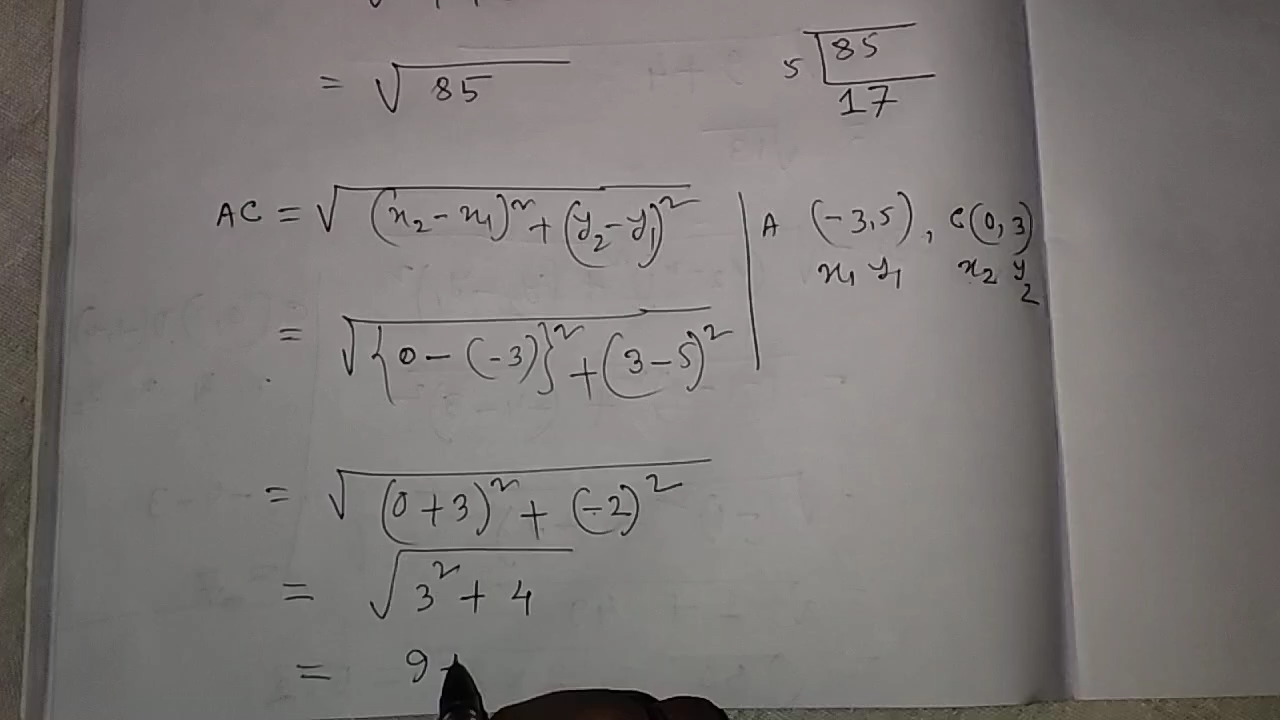 = √85
5 85
17
AC = √(x₂ - x₁)² + (y₂ - y₁)²
A (-3,5), C(0, 3)
x₁ y₁ x₂ y₂
= √{0 - (-3)}² + (3 - 5)²
= √(0 + 3)² + (-2)²
= √3² + 4
= 9 +